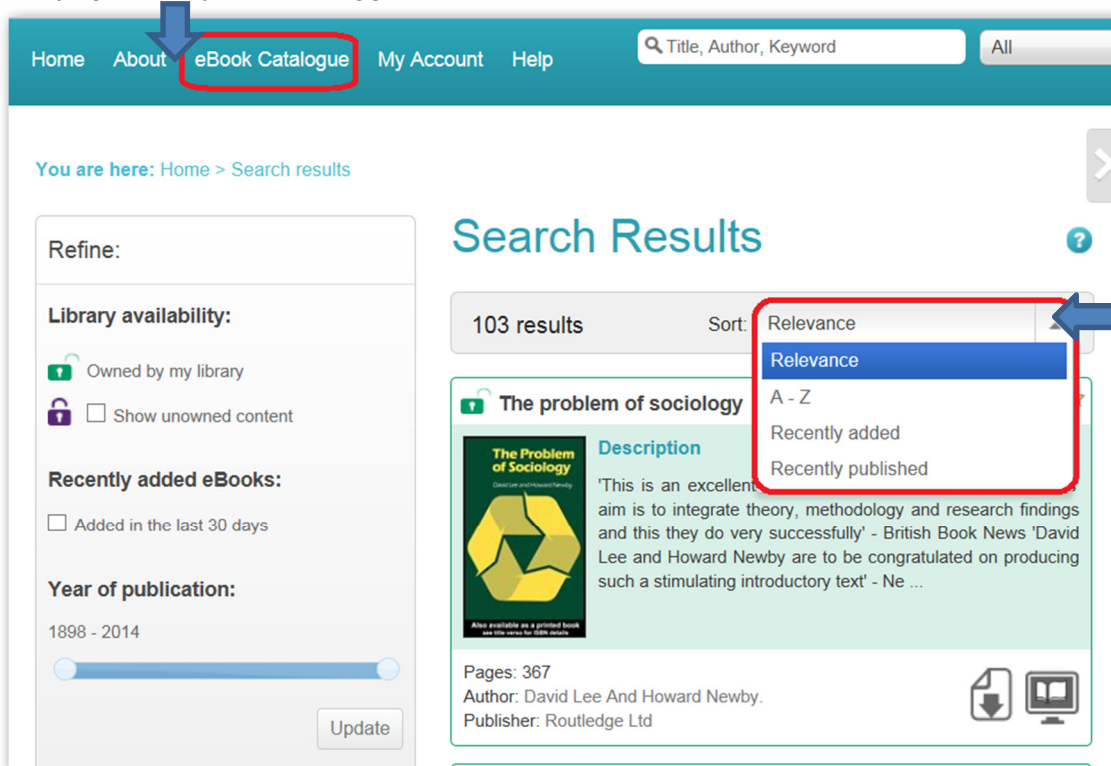 Home About eBook Catalogue My Account Help
Title, Author, Keyword
All
You are here: Home > Search results
Refine:
Library availability:
Owned by my library
Show unowned content
Recently added eBooks:
Added in the last 30 days
Year of publication:
1898 - 2014
Update
Search Results
?
103 results
Sort: Relevance
Relevance
A - Z
Recently added
Recently published
The problem of sociology
The Problem
of Sociology
David Lee and Howard Newby
Also available as a printed book
see title verso for ISBN details
Description
'This is an excellent
aim is to integrate theory, methodology and research findings
and this they do very successfully' - British Book News 'David
Lee and Howard Newby are to be congratulated on producing
such a stimulating introductory text' - Ne ...
Pages: 367
Author: David Lee And Howard Newby.
Publisher: Routledge Ltd